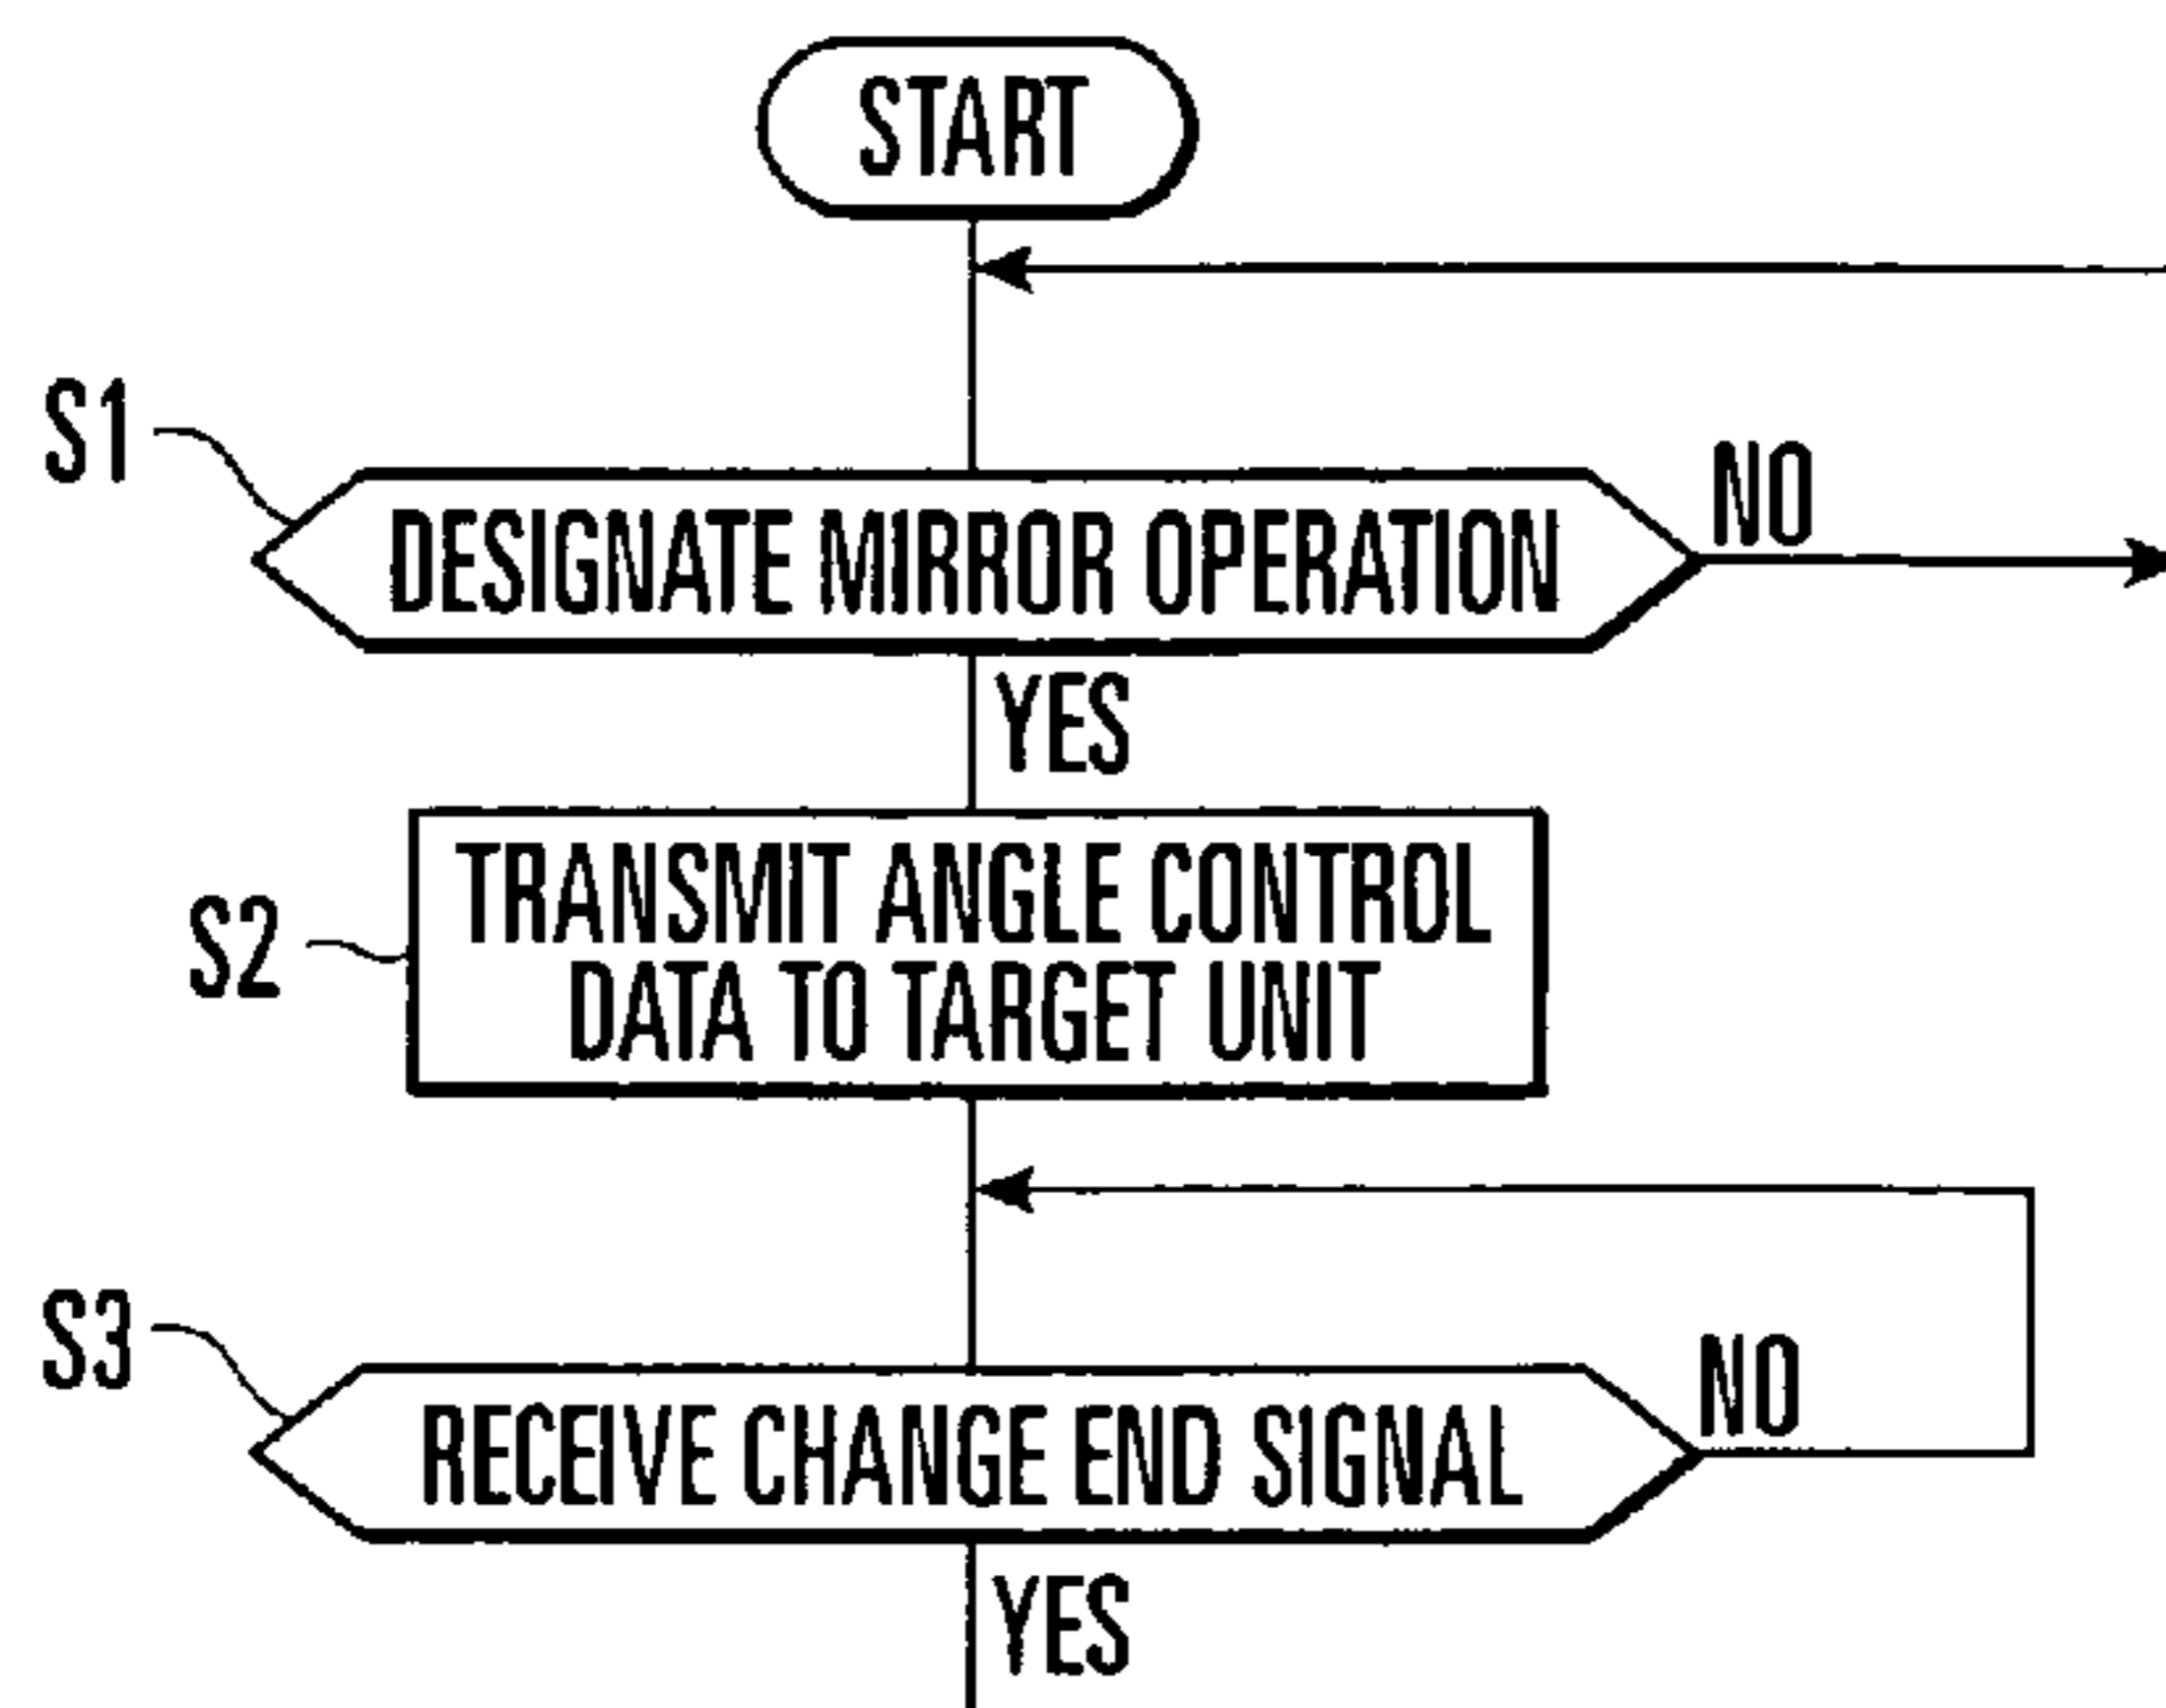 START
S1
DESIGNATE MIRROR OPERATION
NO
YES
S2
TRANSMIT ANGLE CONTROL
DATA TO TARGET UNIT
S3
RECEIVE CHANGE END SIGNAL
NO
YES